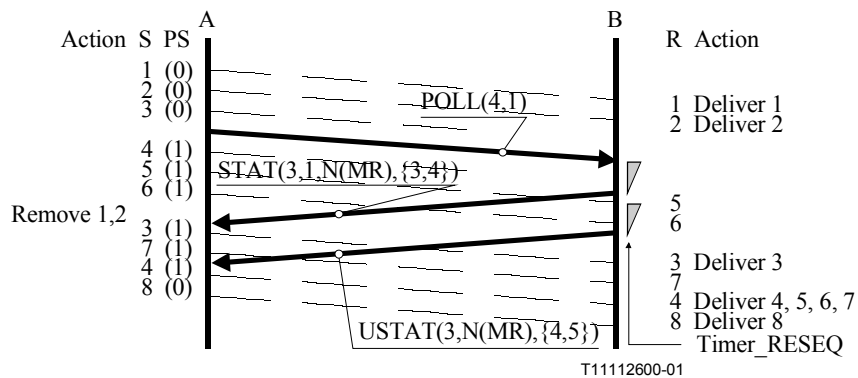 A B
Action S PS R Action
1 (0)
2 (0)
3 (0)
POLL(4,1)
1 Deliver 1
2 Deliver 2
4 (1)
5 (1)
6 (1)
STAT(3,1,N(MR),{3,4})
5
6
Remove 1,2
3 (1)
7 (1)
4 (1)
8 (0)
3 Deliver 3
7
4 Deliver 4, 5, 6, 7
8 Deliver 8
USTAT(3,N(MR),{4,5})
Timer_RESEQ
T11112600-01